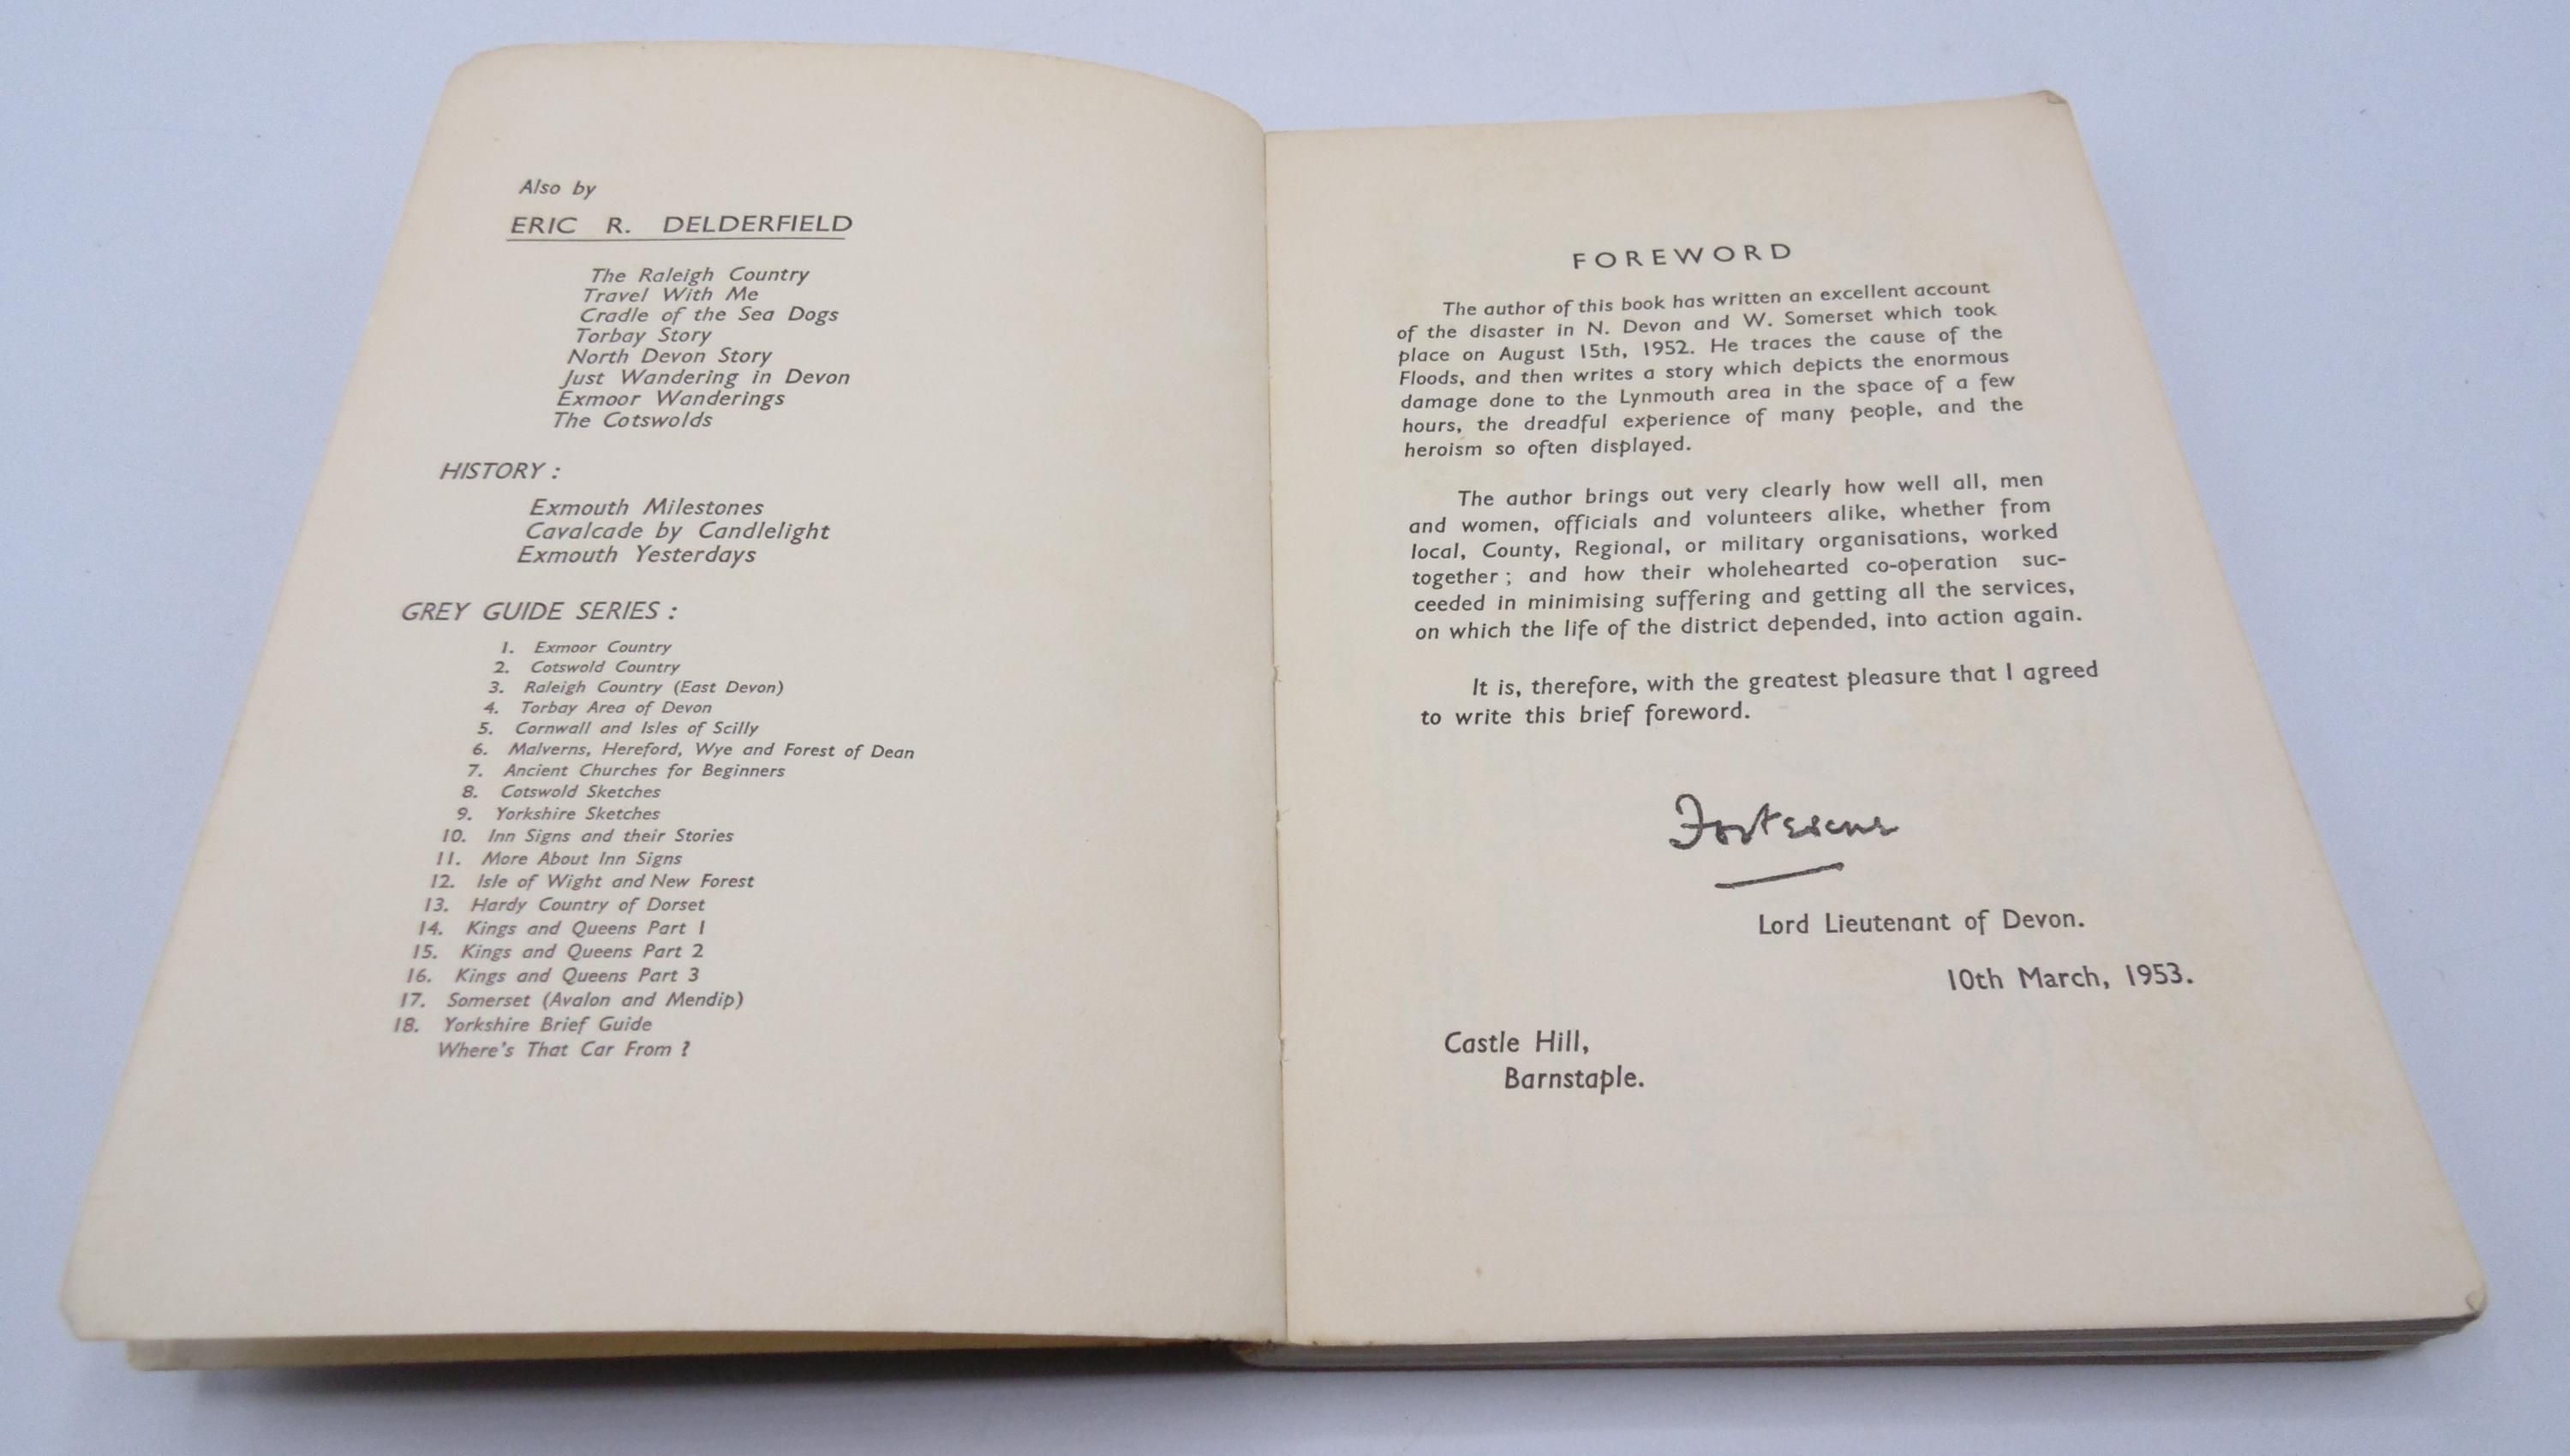 Also by
ERIC R. DELDERFIELD
The Raleigh Country
Travel With Me
Cradle of the Sea Dogs
Torbay Story
North Devon Story
Just Wandering in Devon
Exmoor Wanderings
The Cotswolds
HISTORY :
Exmouth Milestones
Cavalcade by Candlelight
Exmouth Yesterdays
GREY GUIDE SERIES :
1. Exmoor Country
2. Cotswold Country
3. Raleigh Country (East Devon)
4. Torbay Area of Devon
5. Cornwall and Isles of Scilly
6. Malverns, Hereford, Wye and Forest of Dean
7. Ancient Churches for Beginners
8. Cotswold Sketches
9. Yorkshire Sketches
10. Inn Signs and their Stories
11. More About Inn Signs
12. Isle of Wight and New Forest
13. Hardy Country of Dorset
14. Kings and Queens Part 1
15. Kings and Queens Part 2
16. Kings and Queens Part 3
17. Somerset (Avalon and Mendip)
18. Yorkshire Brief Guide
Where's That Car From ?
FOREWORD
The author of this book has written an excellent account
of the disaster in N. Devon and W. Somerset which took
place on August 15th, 1952. He traces the cause of the
Floods, and then writes a story which depicts the enormous
damage done to the Lynmouth area in the space of a few
hours, the dreadful experience of many people, and the
heroism so often displayed.
The author brings out very clearly how well all, men
and women, officials and volunteers alike, whether from
local, County, Regional, or military organisations, worked
together ; and how their wholehearted co-operation suc-
ceeded in minimising suffering and getting all the services,
on which the life of the district depended, into action again.
It is, therefore, with the greatest pleasure that I agreed
to write this brief foreword.
Fortescue
Lord Lieutenant of Devon.
10th March, 1953.
Castle Hill,
Barnstaple.